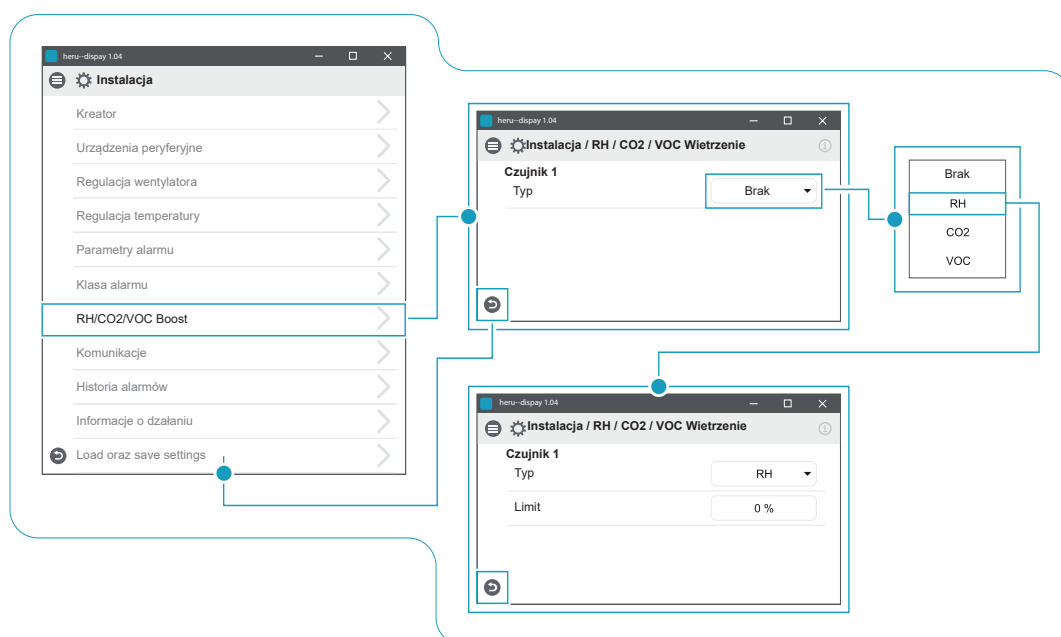 heru--dispay 1.04
Instalacja
Kreator
Urządzenia peryferyjne
Regulacja wentylatora
Regulacja temperatury
Parametry alarmu
Klasa alarmu
RH/CO2/VOC Boost
Komunikacje
Historia alarmów
Informacje o dzałaniu
Load oraz save settings
heru--dispay 1.04
Instalacja / RH / CO2 / VOC Wietrzenie
Czujnik 1
Typ Brak
Brak
RH
CO2
VOC
heru--dispay 1.04
Instalacja / RH / CO2 / VOC Wietrzenie
Czujnik 1
Typ RH
Limit 0 %